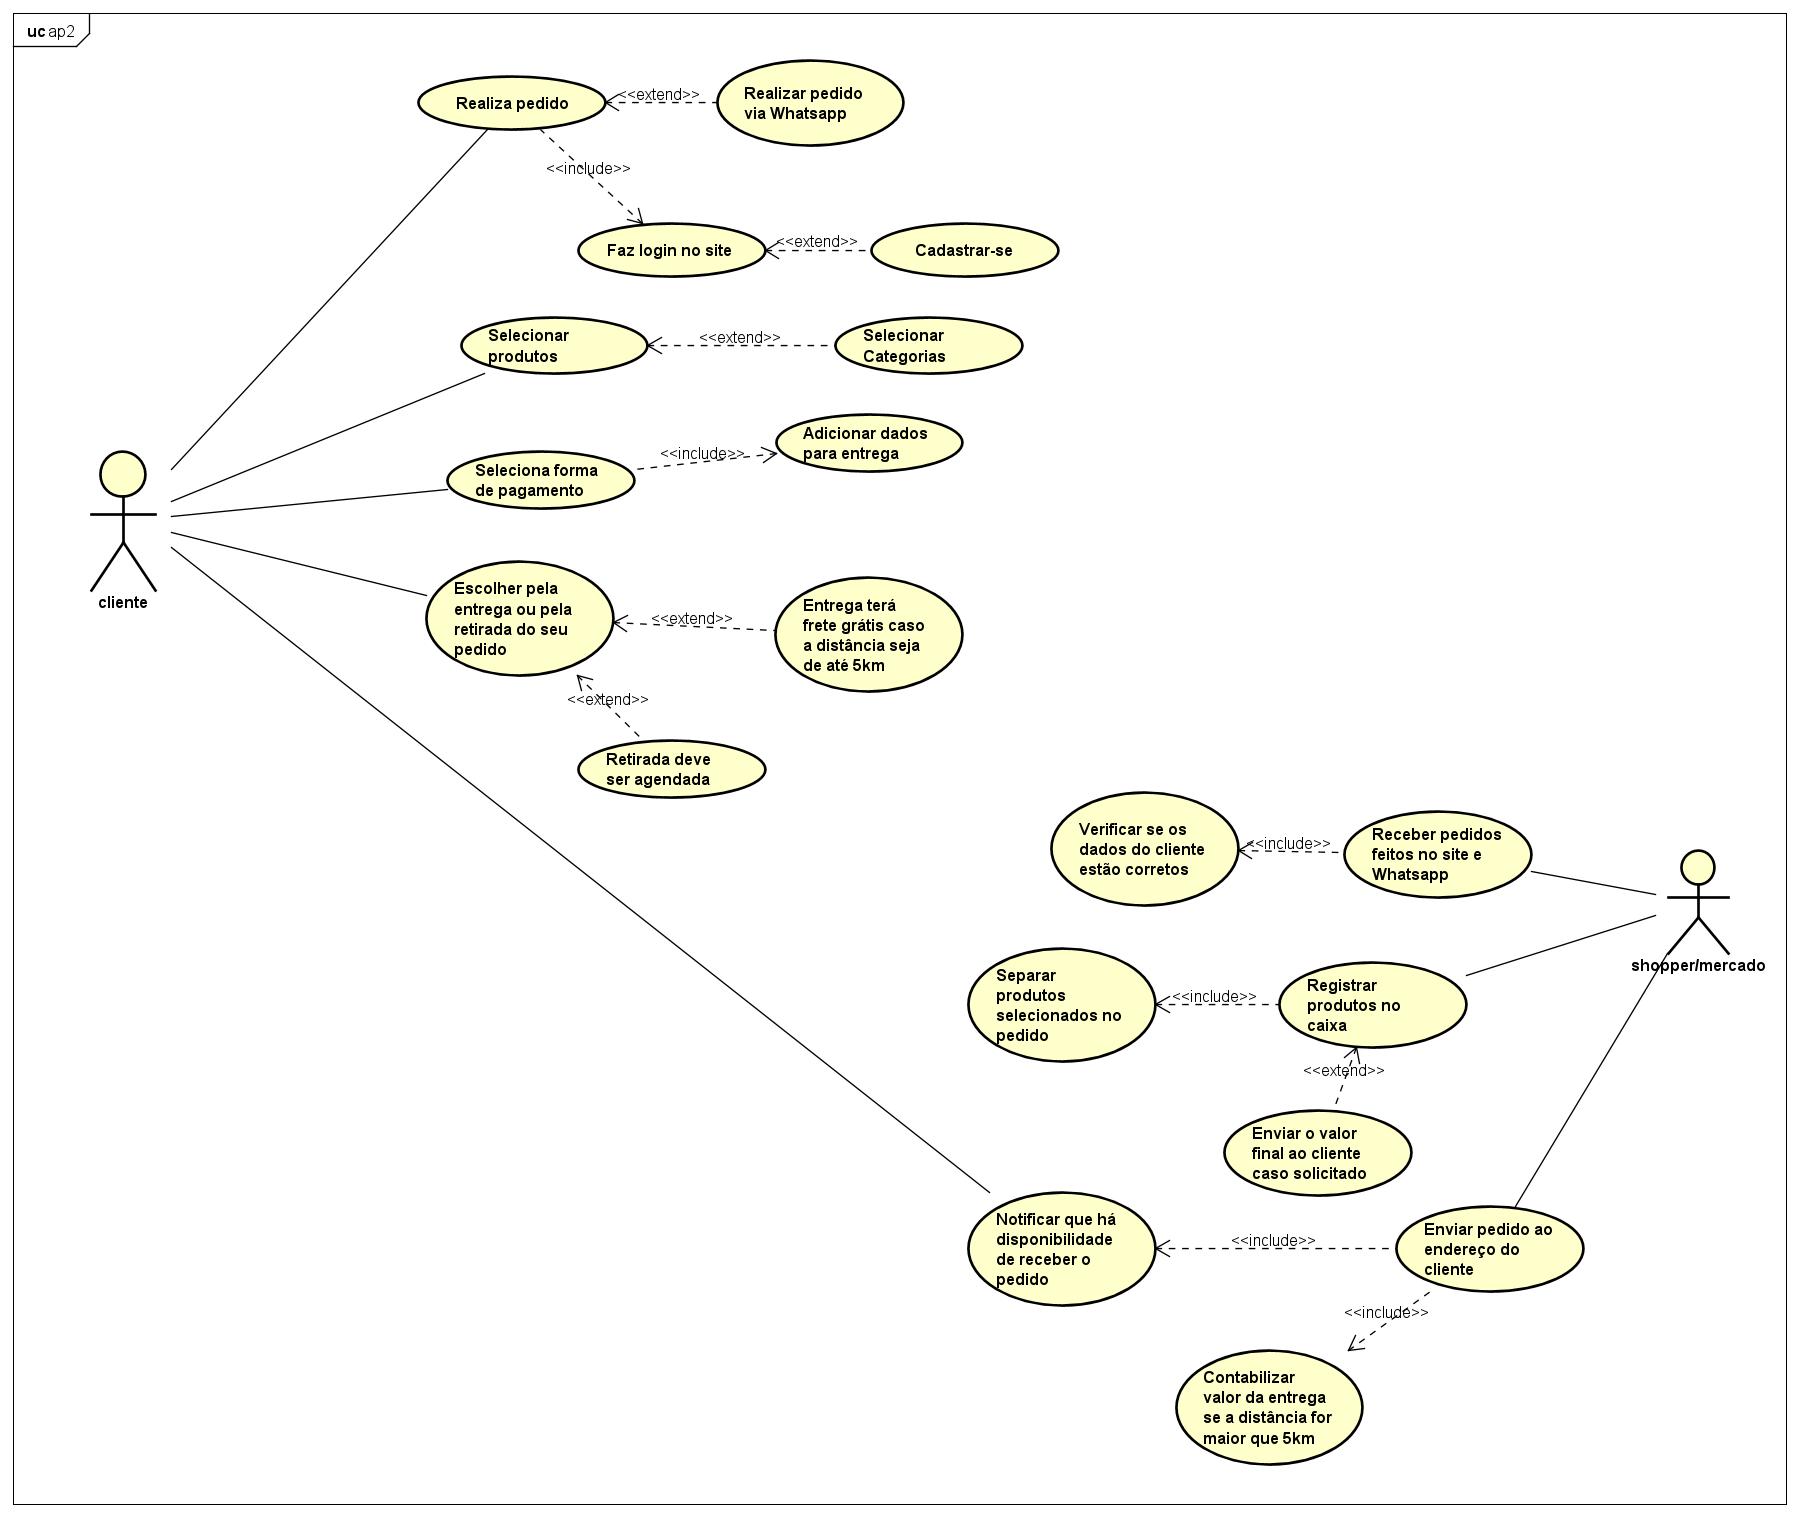 uc ap2
Realiza pedido
<<extend>>
Realizar pedido
via Whatsapp
<<include>>
Faz login no site
<<extend>>
Cadastrar-se
Selecionar
produtos
<<extend>>
Selecionar
Categorias
Seleciona forma
de pagamento
<<include>>
Adicionar dados
para entrega
cliente
Escolher pela
entrega ou pela
retirada do seu
pedido
<<extend>>
Entrega terá
frete grátis caso
a distância seja
de até 5km
<<extend>>
Retirada deve
ser agendada
Verificar se os
dados do cliente
estão corretos
<<include>>
Receber pedidos
feitos no site e
Whatsapp
shopper/mercado
Separar
produtos
selecionados no
pedido
<<include>>
Registrar
produtos no
caixa
<<extend>>
Enviar o valor
final ao cliente
caso solicitado
Notificar que há
disponibilidade
de receber o
pedido
<<include>>
Enviar pedido ao
endereço do
cliente
<<include>>
Contabilizar
valor da entrega
se a distância for
maior que 5km